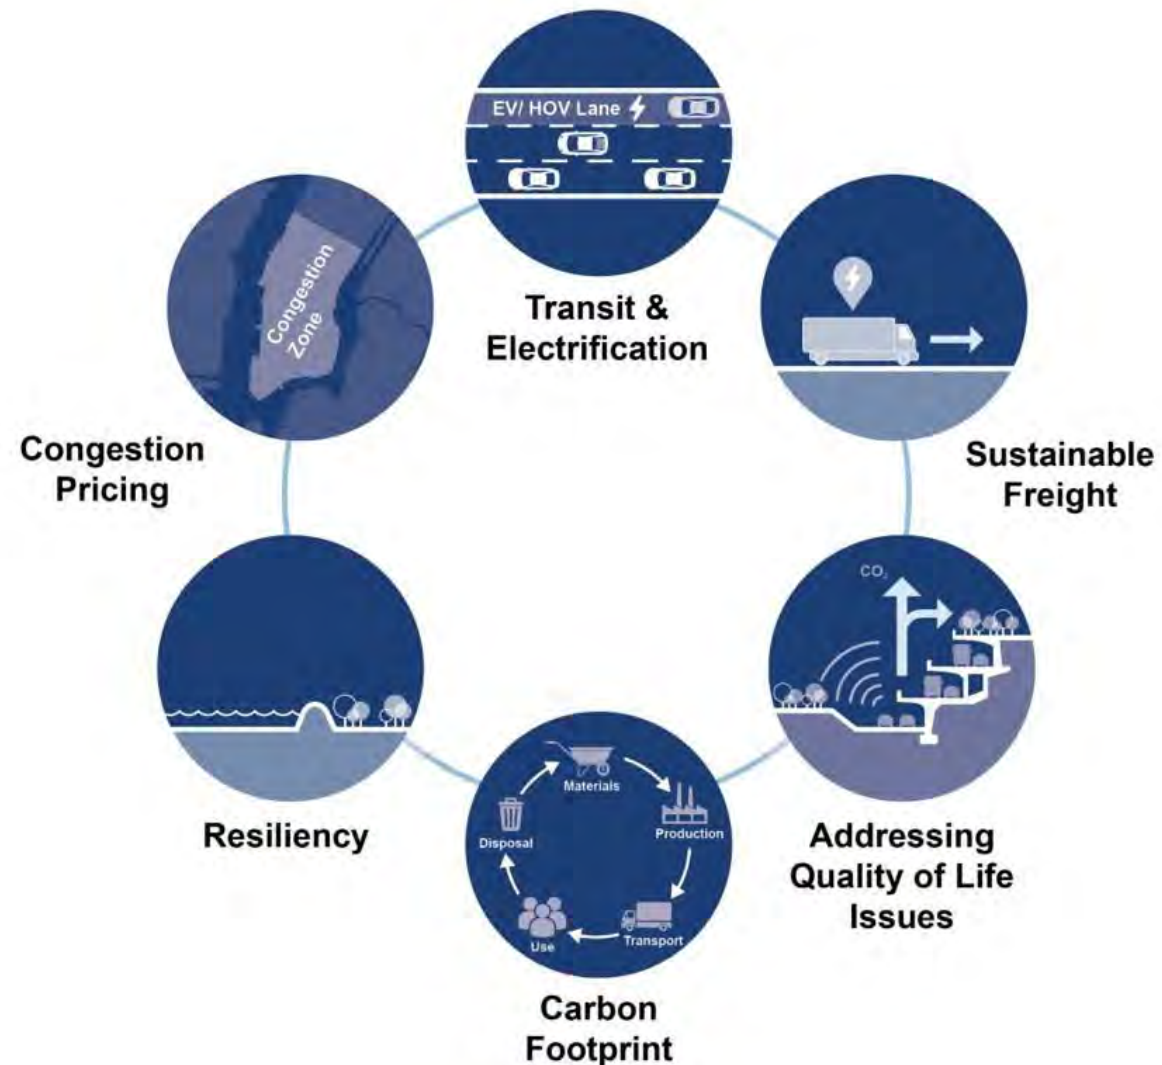 EV/ HOV Lane
Transit &
Electrification
Sustainable
Freight
CO₂
Addressing
Quality of Life
Issues
Materials
Production
Transport
Use
Disposal
Carbon
Footprint
Resiliency
Congestion
Zone
Congestion
Pricing